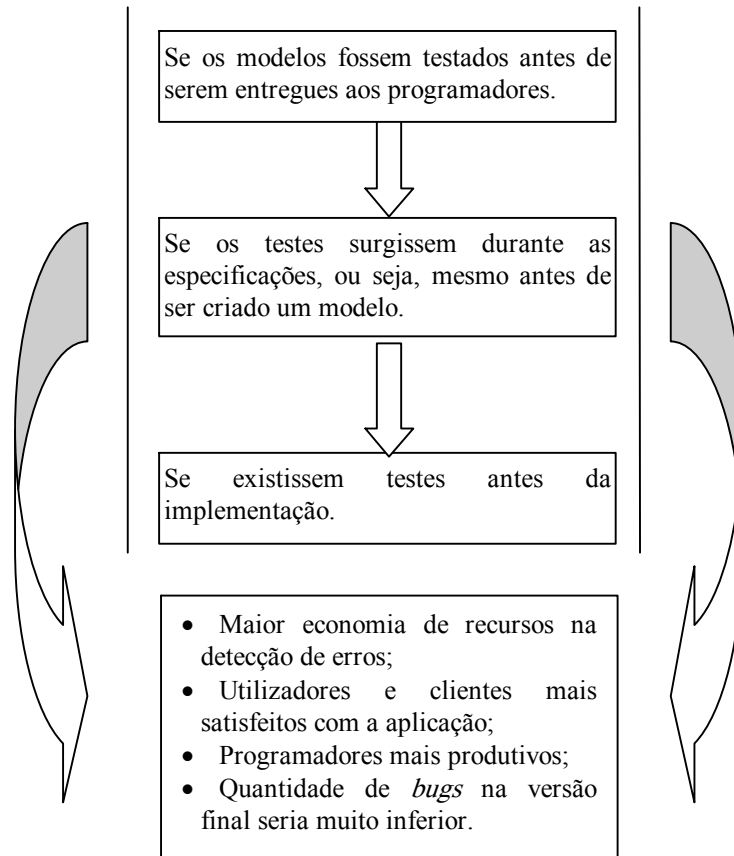 Se os modelos fossem testados antes de
serem entregues aos programadores.
Se os testes surgissem durante as
especificações, ou seja, mesmo antes de
ser criado um modelo.
Se existissem testes antes da
implementação.
• Maior economia de recursos na
detecção de erros;
• Utilizadores e clientes mais
satisfeitos com a aplicação;
• Programadores mais produtivos;
• Quantidade de bugs na versão
final seria muito inferior.